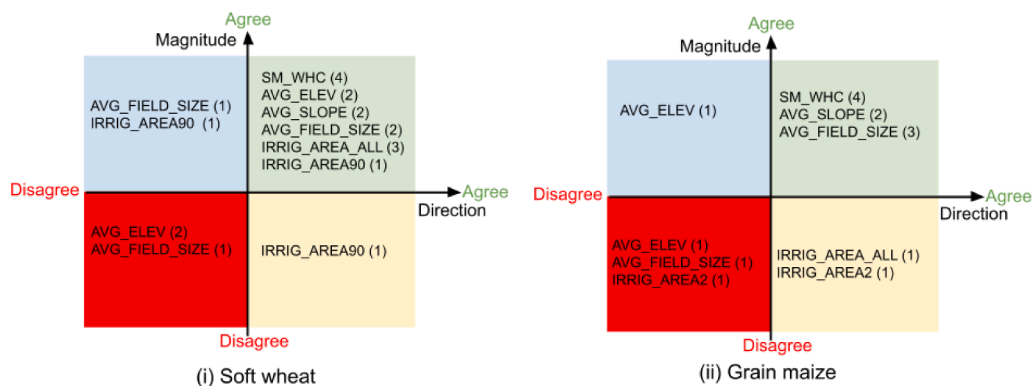 Agree
Magnitude
AVG_FIELD_SIZE (1)
IRRIG_AREA90 (1)
SM_WHC (4)
AVG_ELEV (2)
AVG_SLOPE (2)
AVG_FIELD_SIZE (2)
IRRIG_AREA_ALL (3)
IRRIG_AREA90 (1)
Disagree
Agree
Direction
AVG_ELEV (2)
AVG_FIELD_SIZE (1)
IRRIG_AREA90 (1)
Disagree
(i) Soft wheat
Agree
Magnitude
AVG_ELEV (1)
SM_WHC (4)
AVG_SLOPE (2)
AVG_FIELD_SIZE (3)
Disagree
Agree
Direction
AVG_ELEV (1)
AVG_FIELD_SIZE (1)
IRRIG_AREA2 (1)
IRRIG_AREA_ALL (1)
IRRIG_AREA2 (1)
Disagree
(ii) Grain maize